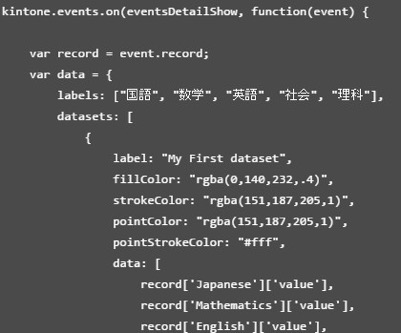 kintone.events.on(eventsDetailShow, function(event) {
var record = event.record;
var data = {
labels: ["国語", "数学", "英語", "社会", "理科"],
datasets: [
{
label: "My First dataset",
fillColor: "rgba(0,140,232,.4)",
strokeColor: "rgba(151,187,205,1)",
pointColor: "rgba(151,187,205,1)",
pointStrokeColor: "#fff",
data: [
record['Japanese']['value'],
record['Mathematics']['value'],
record['English']['value'],